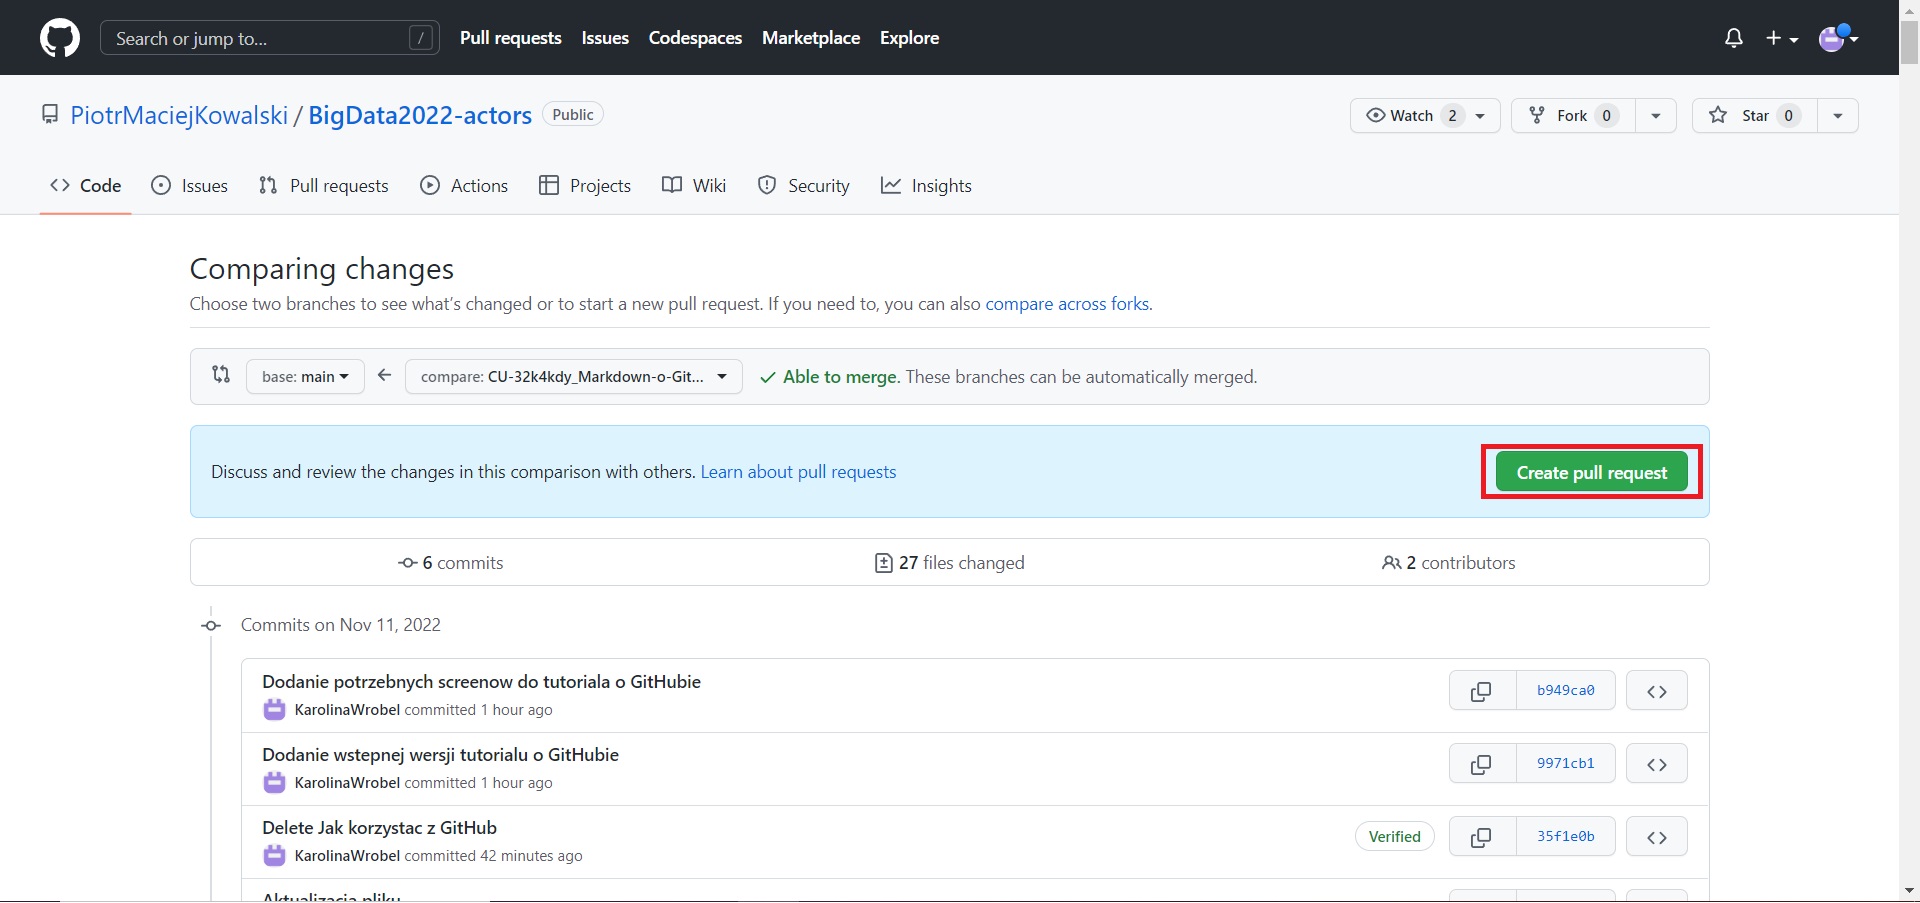 Search or jump to... / Pull requests Issues Codespaces Marketplace Explore
PiotrMaciejKowalski / BigData2022-actors Public Watch 2 Fork 0 Star 0
Code Issues Pull requests Actions Projects Wiki Security Insights
Comparing changes
Choose two branches to see what's changed or to start a new pull request. If you need to, you can also compare across forks.
base: main compare: CU-32k4kdy_Markdown-o-Git... Able to merge. These branches can be automatically merged.
Discuss and review the changes in this comparison with others. Learn about pull requests Create pull request
6 commits 27 files changed 2 contributors
Commits on Nov 11, 2022
Dodanie potrzebnych screenow do tutoriala o GitHubie
KarolinaWrobel committed 1 hour ago b949ca0
Dodanie wstepnej wersji tutorialu o GitHubie
KarolinaWrobel committed 1 hour ago 9971cb1
Delete Jak korzystac z GitHub
KarolinaWrobel committed 42 minutes ago Verified 35f1e0b
Aktualizacja pliku